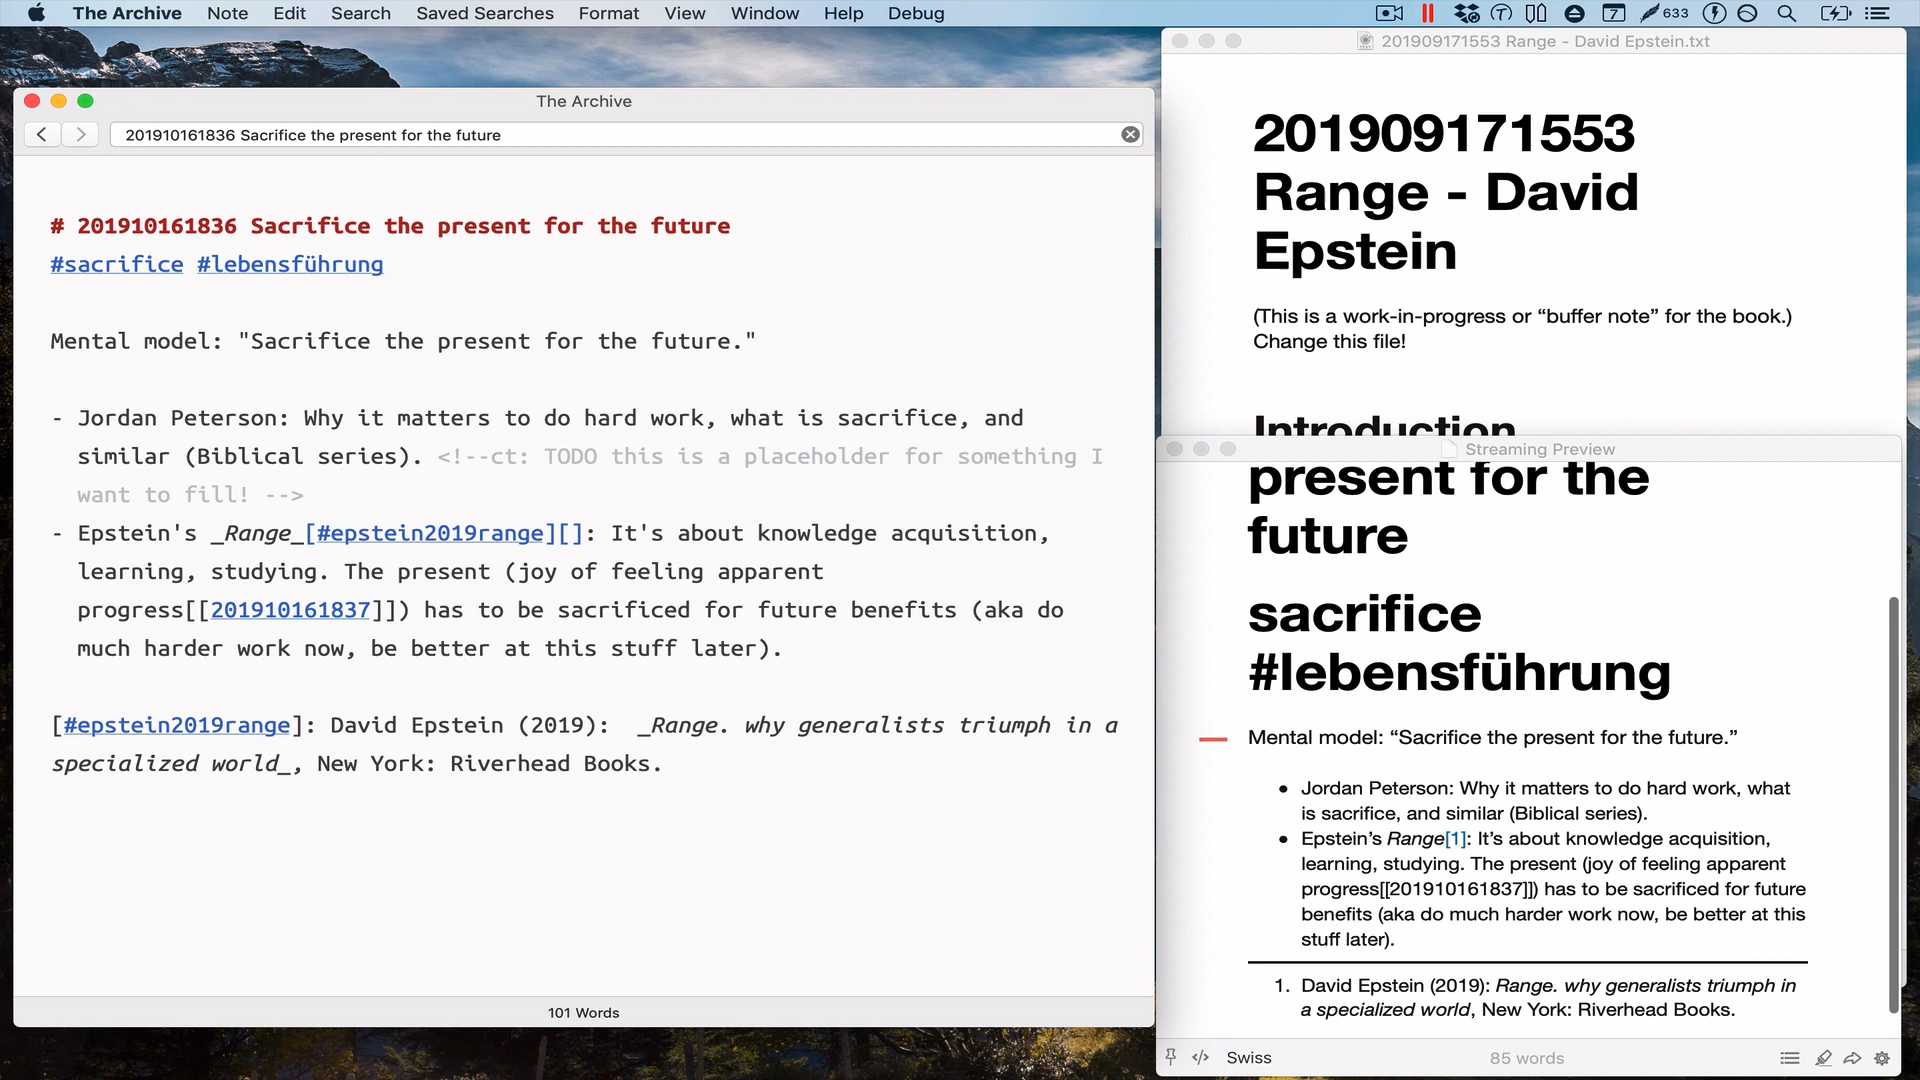 The Archive Note Edit Search Saved Searches Format View Window Help Debug 7 633
The Archive
201910161836 Sacrifice the present for the future
# 201910161836 Sacrifice the present for the future
#sacrifice #lebensführung
Mental model: "Sacrifice the present for the future."
- Jordan Peterson: Why it matters to do hard work, what is sacrifice, and
similar (Biblical series). <!--ct: TODO this is a placeholder for something I
want to fill! -->
- Epstein's _Range_[#epstein2019range][]: It's about knowledge acquisition,
learning, studying. The present (joy of feeling apparent
progress[[201910161837]]) has to be sacrificed for future benefits (aka do
much harder work now, be better at this stuff later).
[#epstein2019range]: David Epstein (2019): _Range. why generalists triumph in a
specialized world_, New York: Riverhead Books.
101 Words
201909171553 Range - David Epstein.txt
201909171553
Range - David
Epstein
(This is a work-in-progress or “buffer note” for the book.)
Change this file!
Introduction
Streaming Preview
present for the
future
sacrifice
#lebensführung
Mental model: “Sacrifice the present for the future.”
• Jordan Peterson: Why it matters to do hard work, what
is sacrifice, and similar (Biblical series).
• Epstein’s Range[1]: It’s about knowledge acquisition,
learning, studying. The present (joy of feeling apparent
progress[[201910161837]]) has to be sacrificed for future
benefits (aka do much harder work now, be better at this
stuff later).
1. David Epstein (2019): Range. why generalists triumph in
a specialized world, New York: Riverhead Books.
</> Swiss 85 words